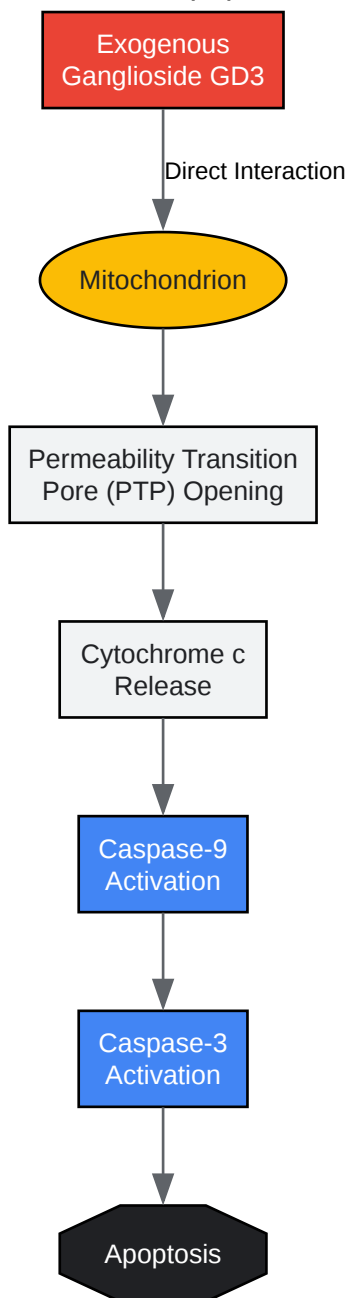 Exogenous
Ganglioside GD3
Direct Interaction
Mitochondrion
Permeability Transition
Pore (PTP) Opening
Cytochrome c
Release
Caspase-9
Activation
Caspase-3
Activation
Apoptosis